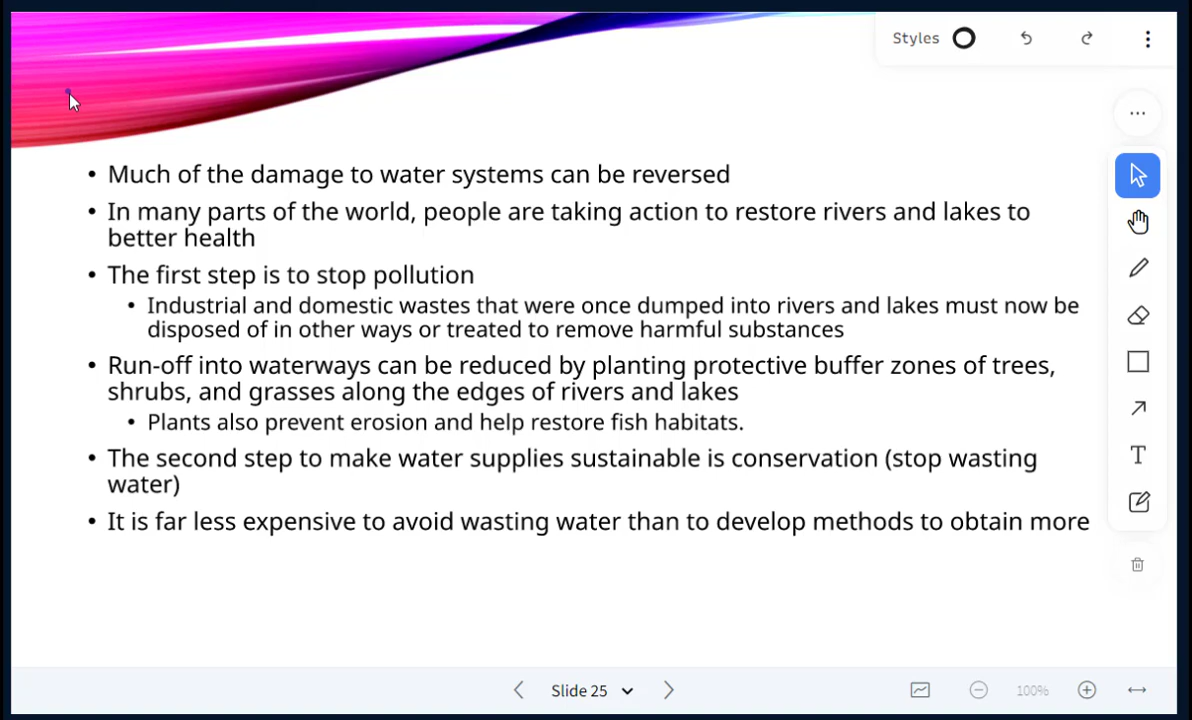 Styles
• Much of the damage to water systems can be reversed
• In many parts of the world, people are taking action to restore rivers and lakes to
better health
• The first step is to stop pollution
• Industrial and domestic wastes that were once dumped into rivers and lakes must now be
disposed of in other ways or treated to remove harmful substances
• Run-off into waterways can be reduced by planting protective buffer zones of trees,
shrubs, and grasses along the edges of rivers and lakes
• Plants also prevent erosion and help restore fish habitats.
• The second step to make water supplies sustainable is conservation (stop wasting
water)
• It is far less expensive to avoid wasting water than to develop methods to obtain more
Slide 25
100%